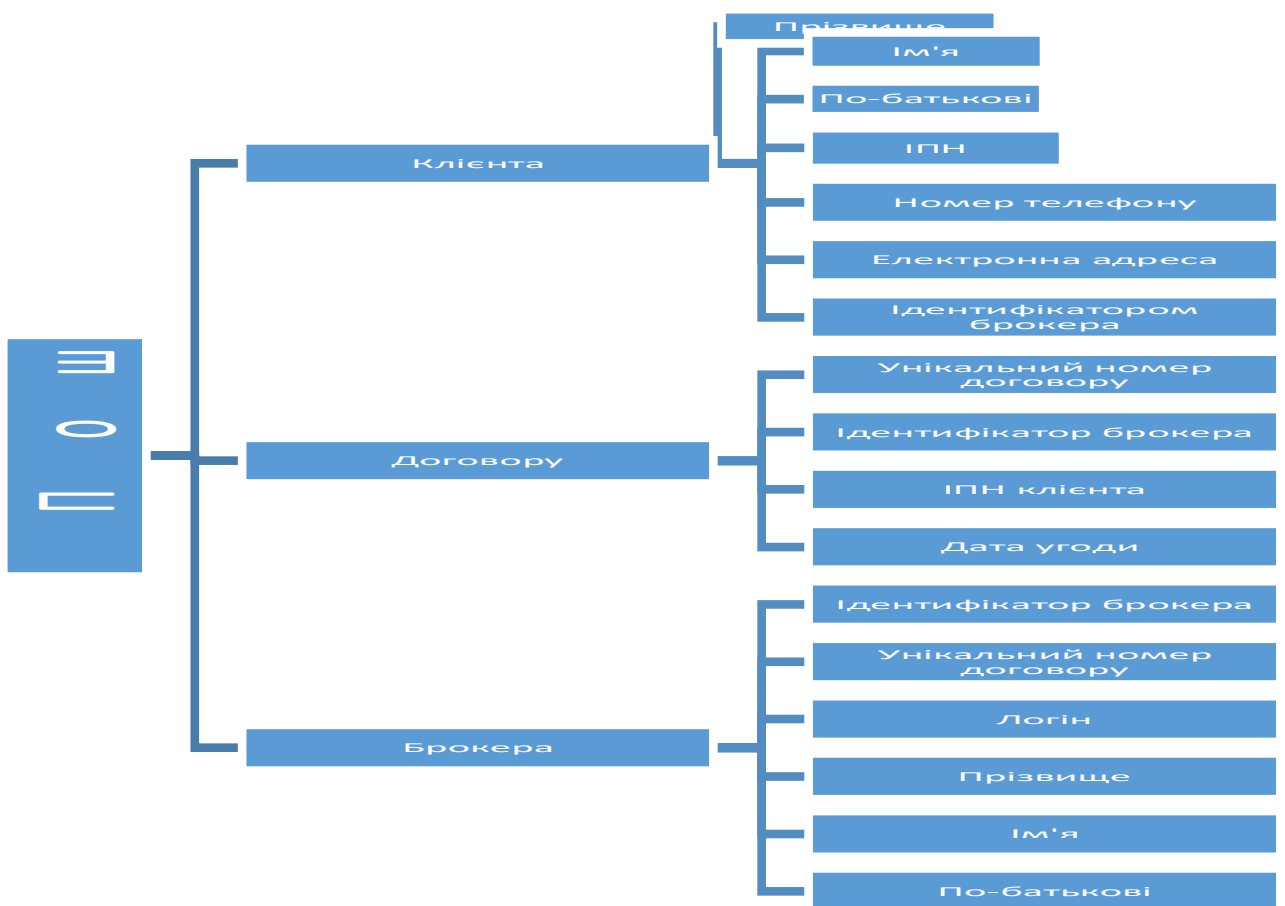 Пош
Клієнта
Прізвище
Ім'я
По-батькові
ІПН
Номер телефону
Електронна адреса
Ідентифікатором
брокера
Договору
Унікальний номер
договору
Ідентифікатор брокера
ІПН клієнта
Дата угоди
Брокера
Ідентифікатор брокера
Унікальний номер
договору
Логін
Прізвище
Ім'я
По-батькові